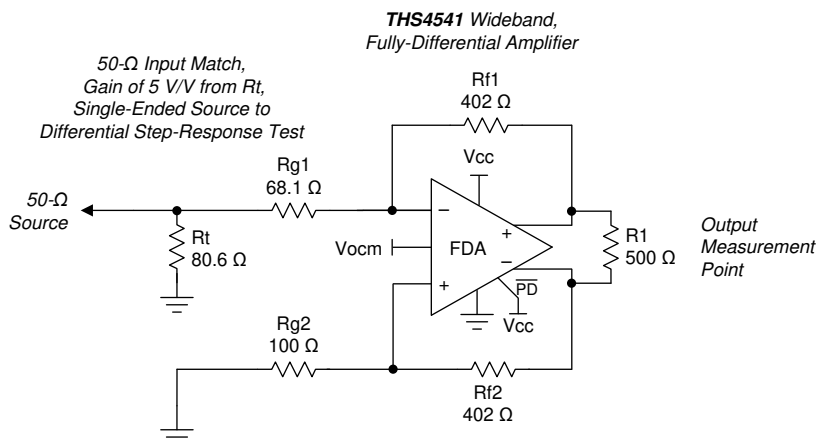 THS4541 Wideband,
Fully-Differential Amplifier
50-Ω Input Match,
Gain of 5 V/V from Rt,
Single-Ended Source to
Differential Step-Response Test
Rf1
402 Ω
Vcc
Rg1
68.1 Ω
50-Ω
Source
Rt
80.6 Ω
Vocm
−
+
FDA
+
−
R1
500 Ω
Output
Measurement
Point
PD
Vcc
Rg2
100 Ω
Rf2
402 Ω